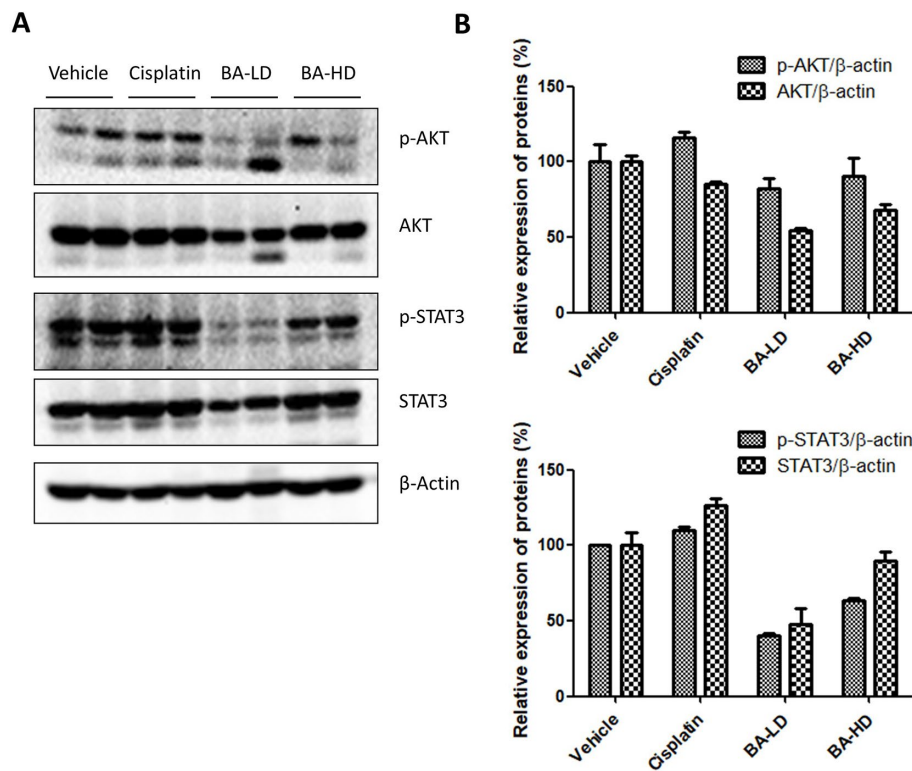 A
Vehicle Cisplatin BA-LD BA-HD
p-AKT
AKT
p-STAT3
STAT3
β-Actin
B
p-AKT/β-actin
AKT/β-actin
Relative expression of proteins (%)
150
100
50
0
Vehicle
Cisplatin
BA-LD
BA-HD
p-STAT3/β-actin
STAT3/β-actin
Relative expression of proteins (%)
150
100
50
0
Vehicle
Cisplatin
BA-LD
BA-HD